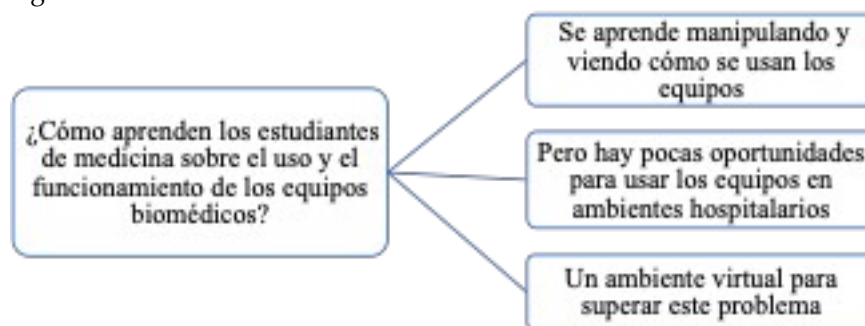 ¿Cómo aprenden los estudiantes
de medicina sobre el uso y el
funcionamiento de los equipos
biomédicos?
Se aprende manipulando y
viendo cómo se usan los
equipos
Pero hay pocas oportunidades
para usar los equipos en
ambientes hospitalarios
Un ambiente virtual para
superar este problema